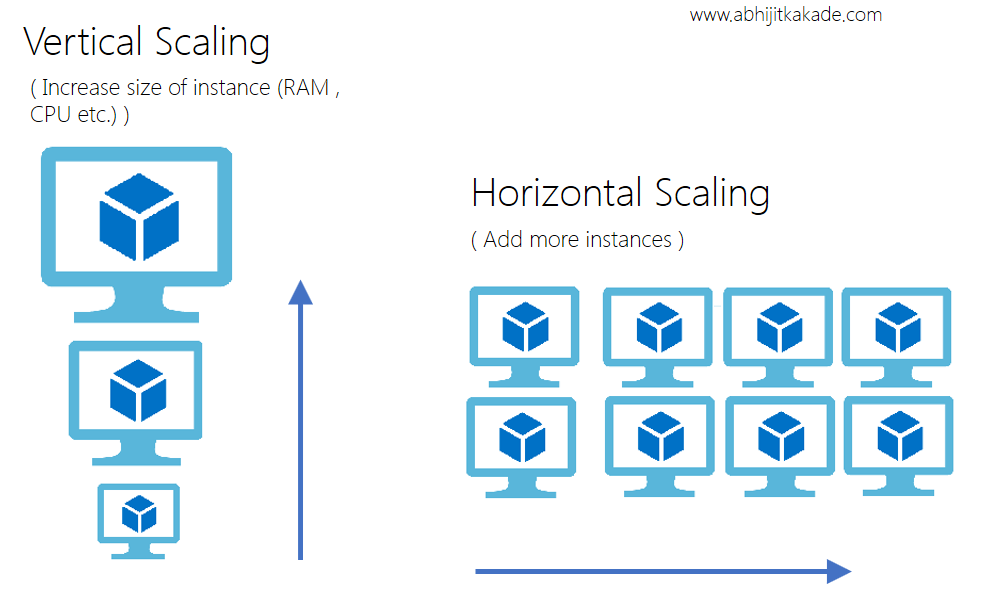 www.abhijitkakade.com
Vertical Scaling
( Increase size of instance (RAM ,
CPU etc.) )
Horizontal Scaling
( Add more instances )